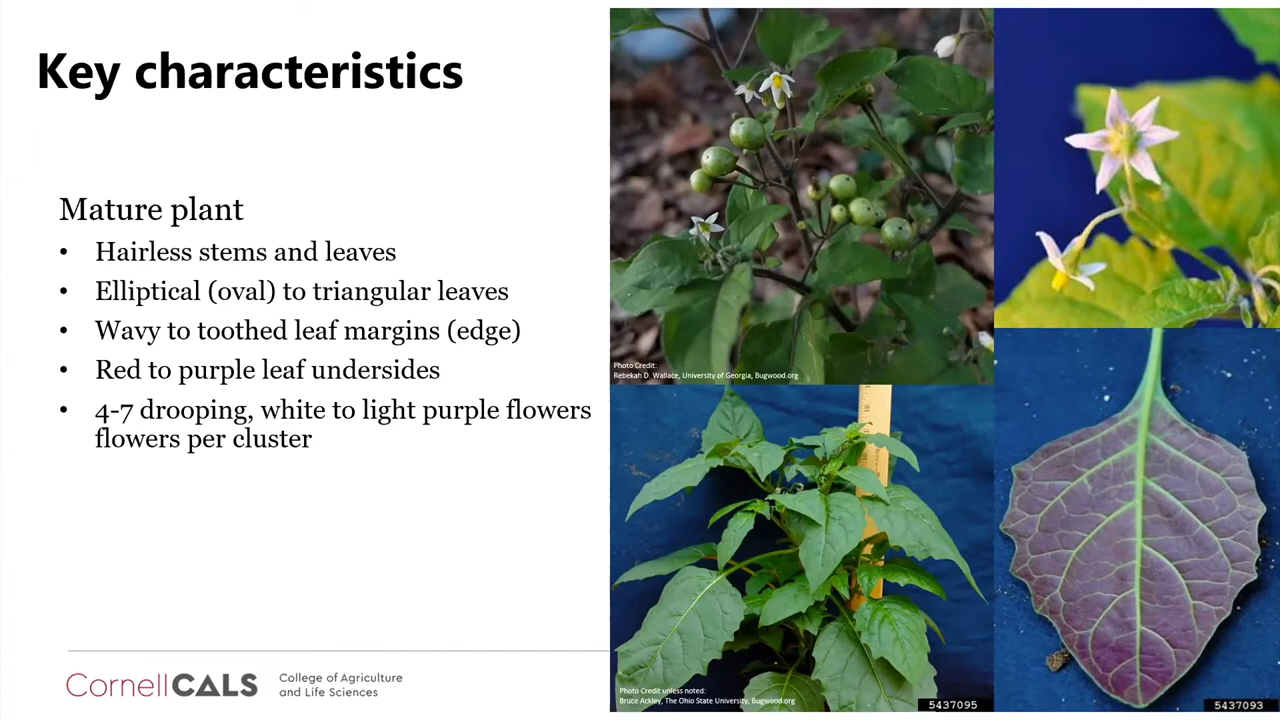 Key characteristics
Mature plant
• Hairless stems and leaves
• Elliptical (oval) to triangular leaves
• Wavy to toothed leaf margins (edge)
• Red to purple leaf undersides
• 4-7 drooping, white to light purple flowers
flowers per cluster
CornellCALS
College of Agriculture
and Life Sciences
Photo Credit:
Rebekah D. Wallace, University of Georgia, Bugwood.org
Photo Credit unless noted:
Bruce Ackley, The Ohio State University, Bugwood.org
5437095
5437093